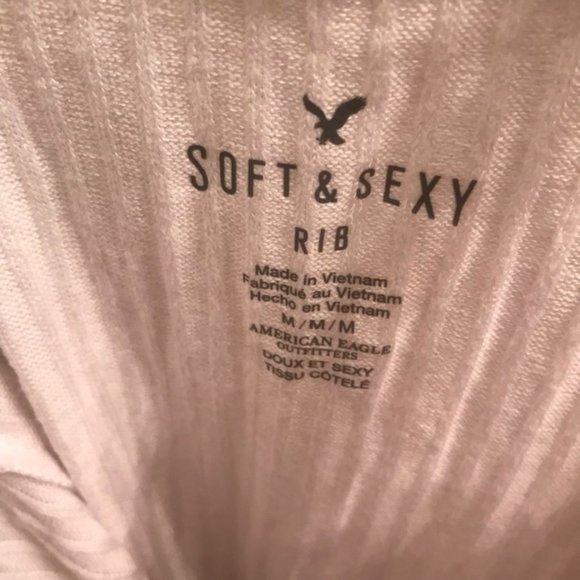 SOFT & SEXY
RIB
Made in Vietnam
Fabriqué au Vietnam
Hecho en Vietnam
M/M/M
AMERICAN EAGLE
OUTFITTERS
DOUX ET SEXY
TISSU CÔTELÉ